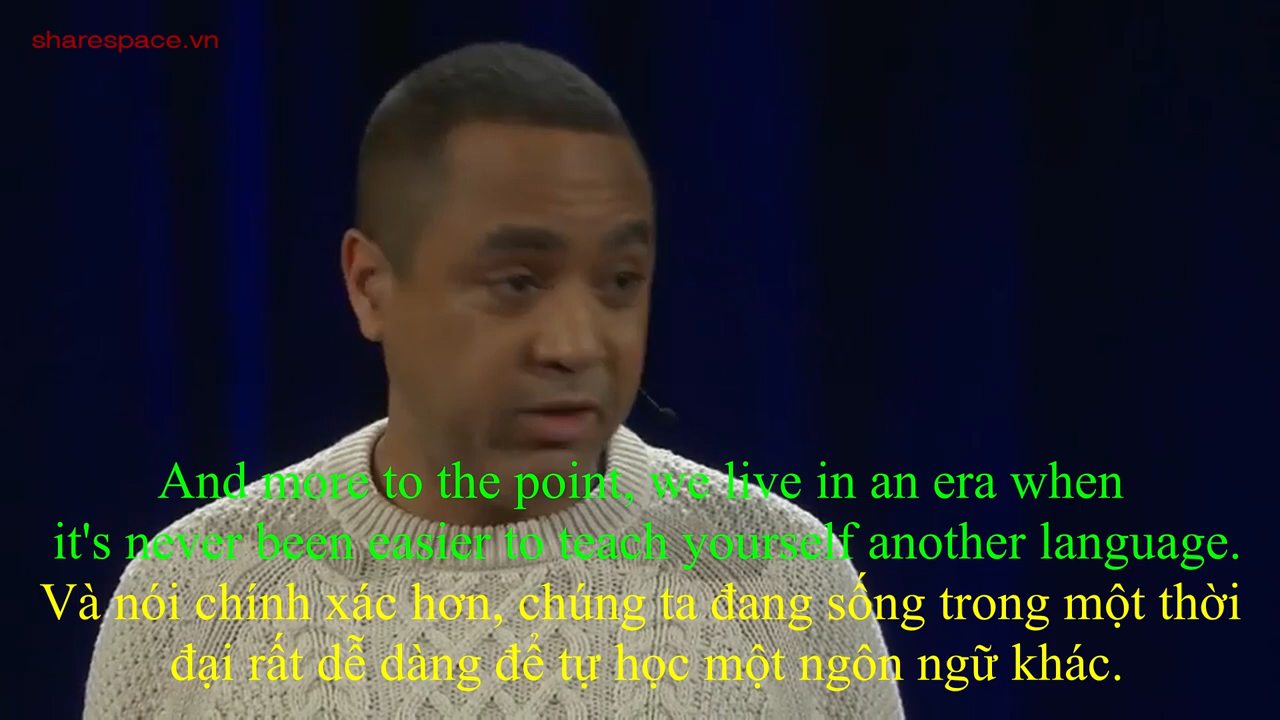 sharespace.vn
And more to the point, we live in an era when
it's never been easier to teach yourself another language.
Và nói chính xác hơn, chúng ta đang sống trong một thời
đại rất dễ dàng để tự học một ngôn ngữ khác.